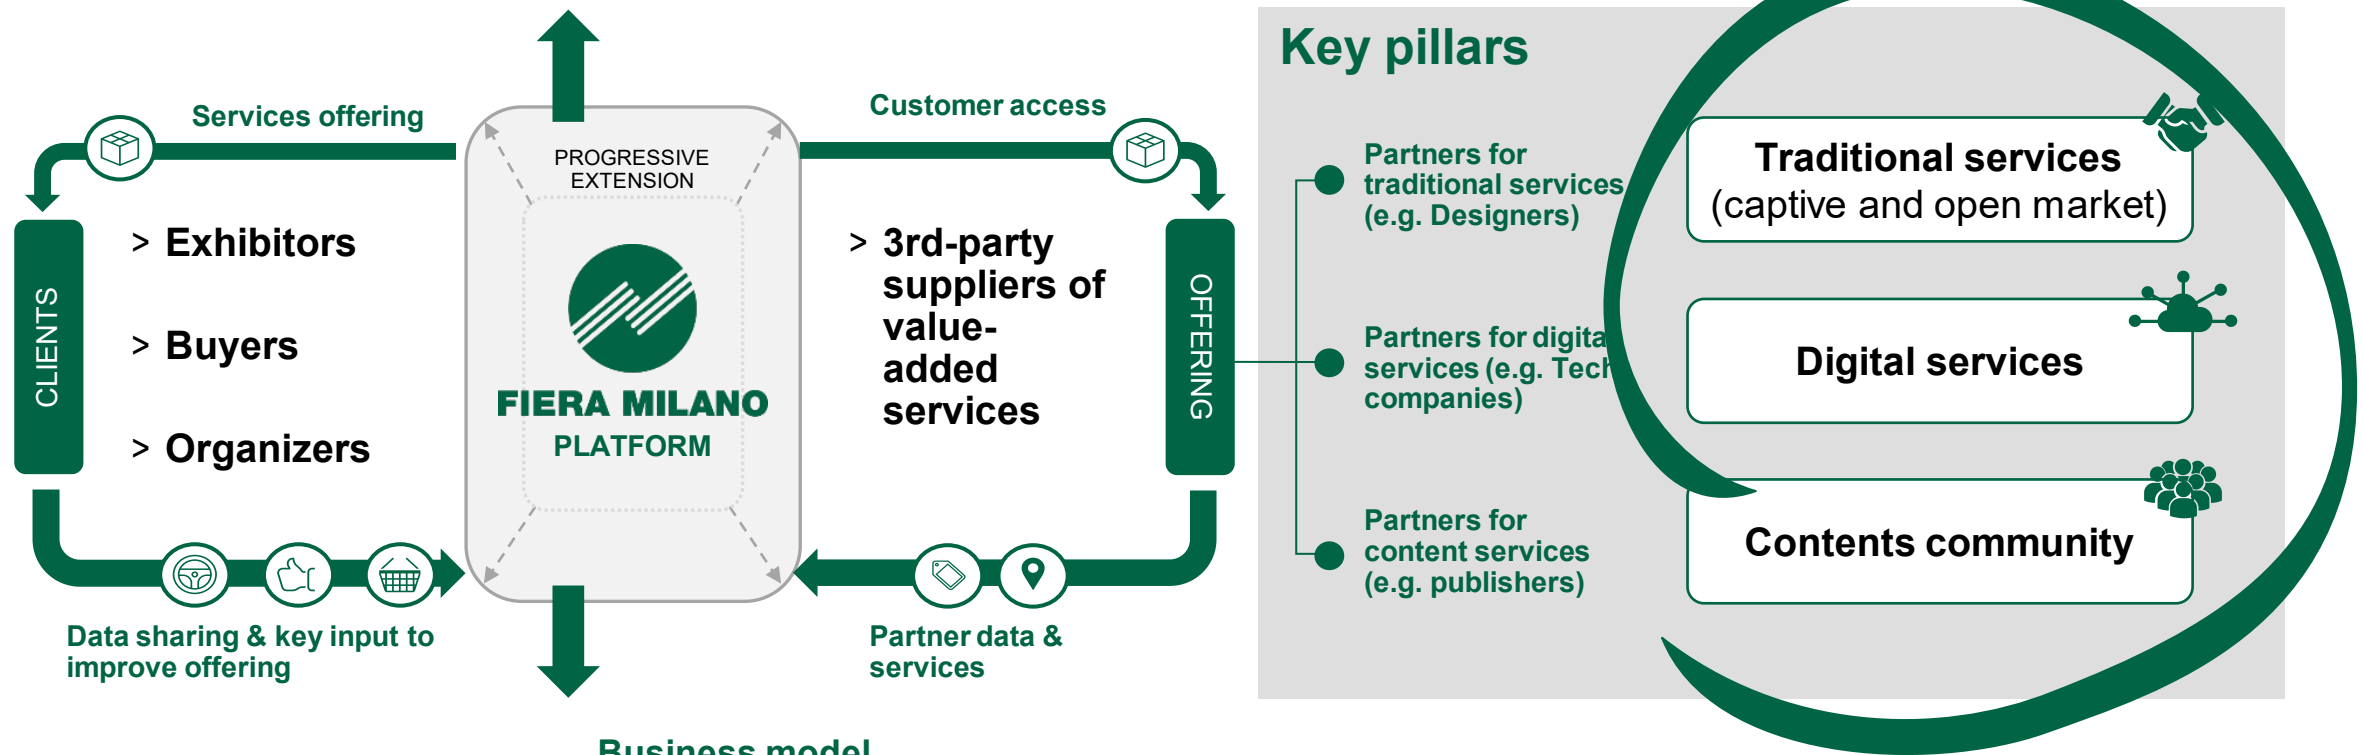 Services offering
CLIENTS
> Exhibitors
> Buyers
> Organizers
Data sharing & key input to
improve offering
PROGRESSIVE
EXTENSION
FIERA MILANO
PLATFORM
Customer access
> 3rd-party
suppliers of
value-
added
services
OFFERING
Partner data &
services
Business model
Key pillars
Partners for
traditional services
(e.g. Designers)
Partners for digita
services (e.g. Tech
companies)
Partners for
content services
(e.g. publishers)
Traditional services
(captive and open market)
Digital services
Contents community